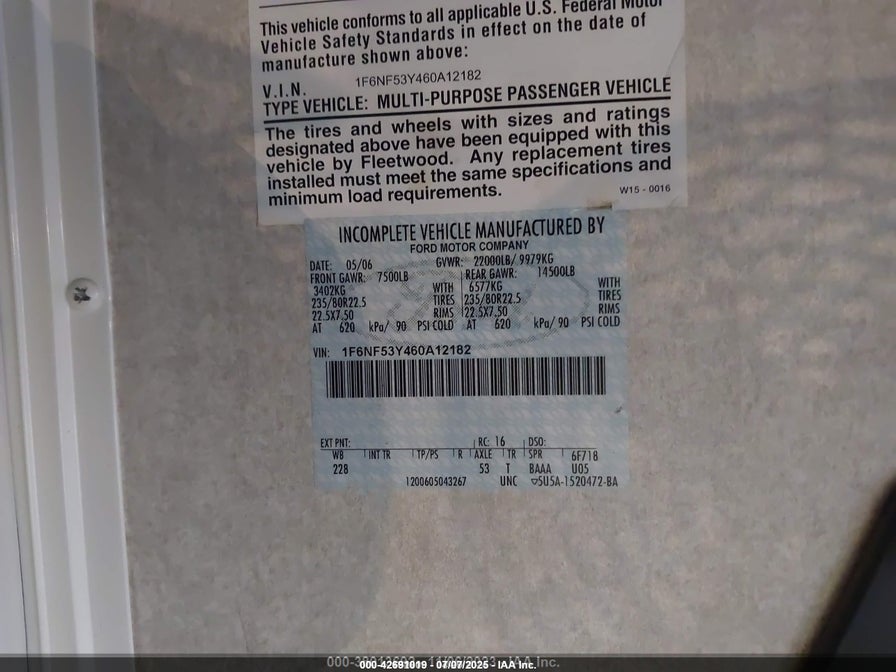 This vehicle conforms to all applicable U.S. Federal Motor
Vehicle Safety Standards in effect on the date of
manufacture shown above:
V.I.N. 1F6NF53Y460A12182
TYPE VEHICLE: MULTI-PURPOSE PASSENGER VEHICLE
The tires and wheels with sizes and ratings
designated above have been equipped with this
vehicle by Fleetwood. Any replacement tires
installed must meet the same specifications and
minimum load requirements.
W15 - 0016
INCOMPLETE VEHICLE MANUFACTURED BY
FORD MOTOR COMPANY
DATE: 05/06 GVWR: 22000LB/ 9979KG
FRONT GAWR: 7500LB REAR GAWR: 14500LB
3402KG WITH 6577KG WITH
235/80R22.5 TIRES 235/80R22.5 TIRES
22.5X7.50 RIMS 22.5X7.50 RIMS
AT 620 kPa/ 90 PSI COLD AT 620 kPa/ 90 PSI COLD
VIN: 1F6NF53Y460A12182
EXT PNT: RC: 16 DSO:
WB INT TR TP/PS R AXLE TR SPR 6F718
228 53 T BAAA U05
1200605043267 UNC ▽5U5A-1520472-BA
000-42691019 - 07/07/2025 - IAA Inc.